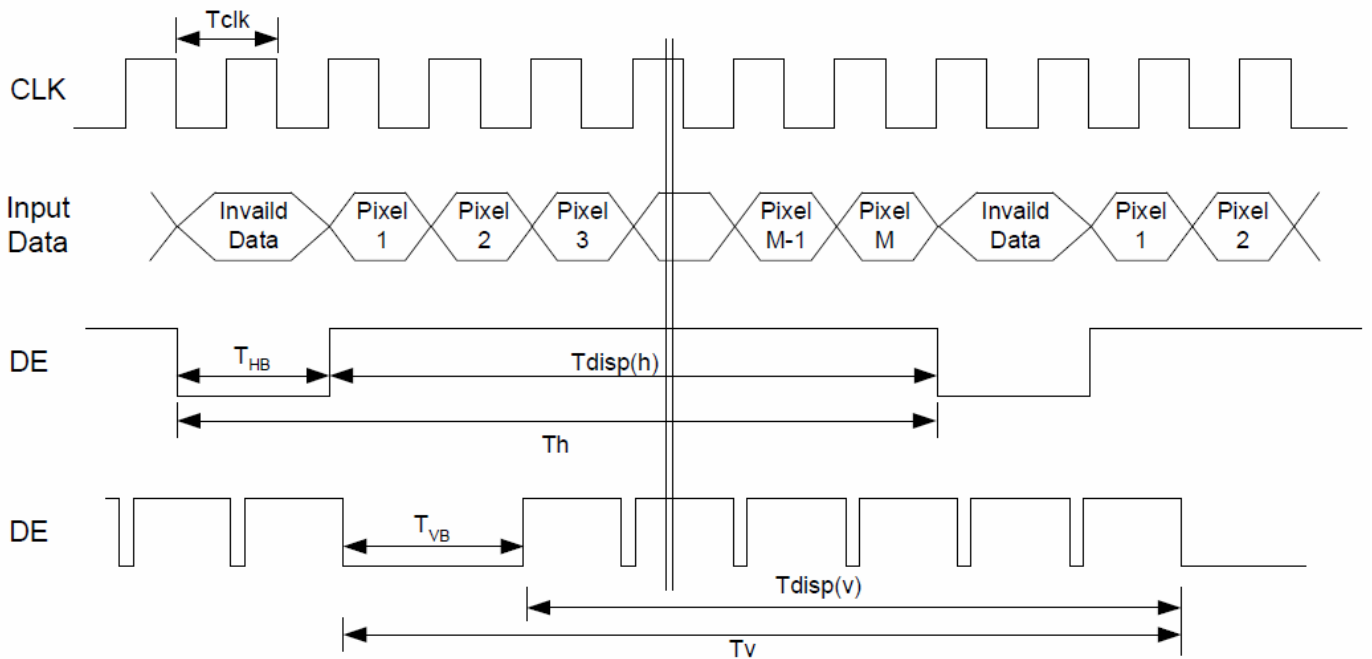 Tclk
CLK
Input
Data
Invaild
Data
Pixel
1
Pixel
2
Pixel
3
Pixel
M-1
Pixel
M
Invaild
Data
Pixel
1
Pixel
2
DE
THB
Tdisp(h)
Th
DE
TVB
Tdisp(v)
Tv